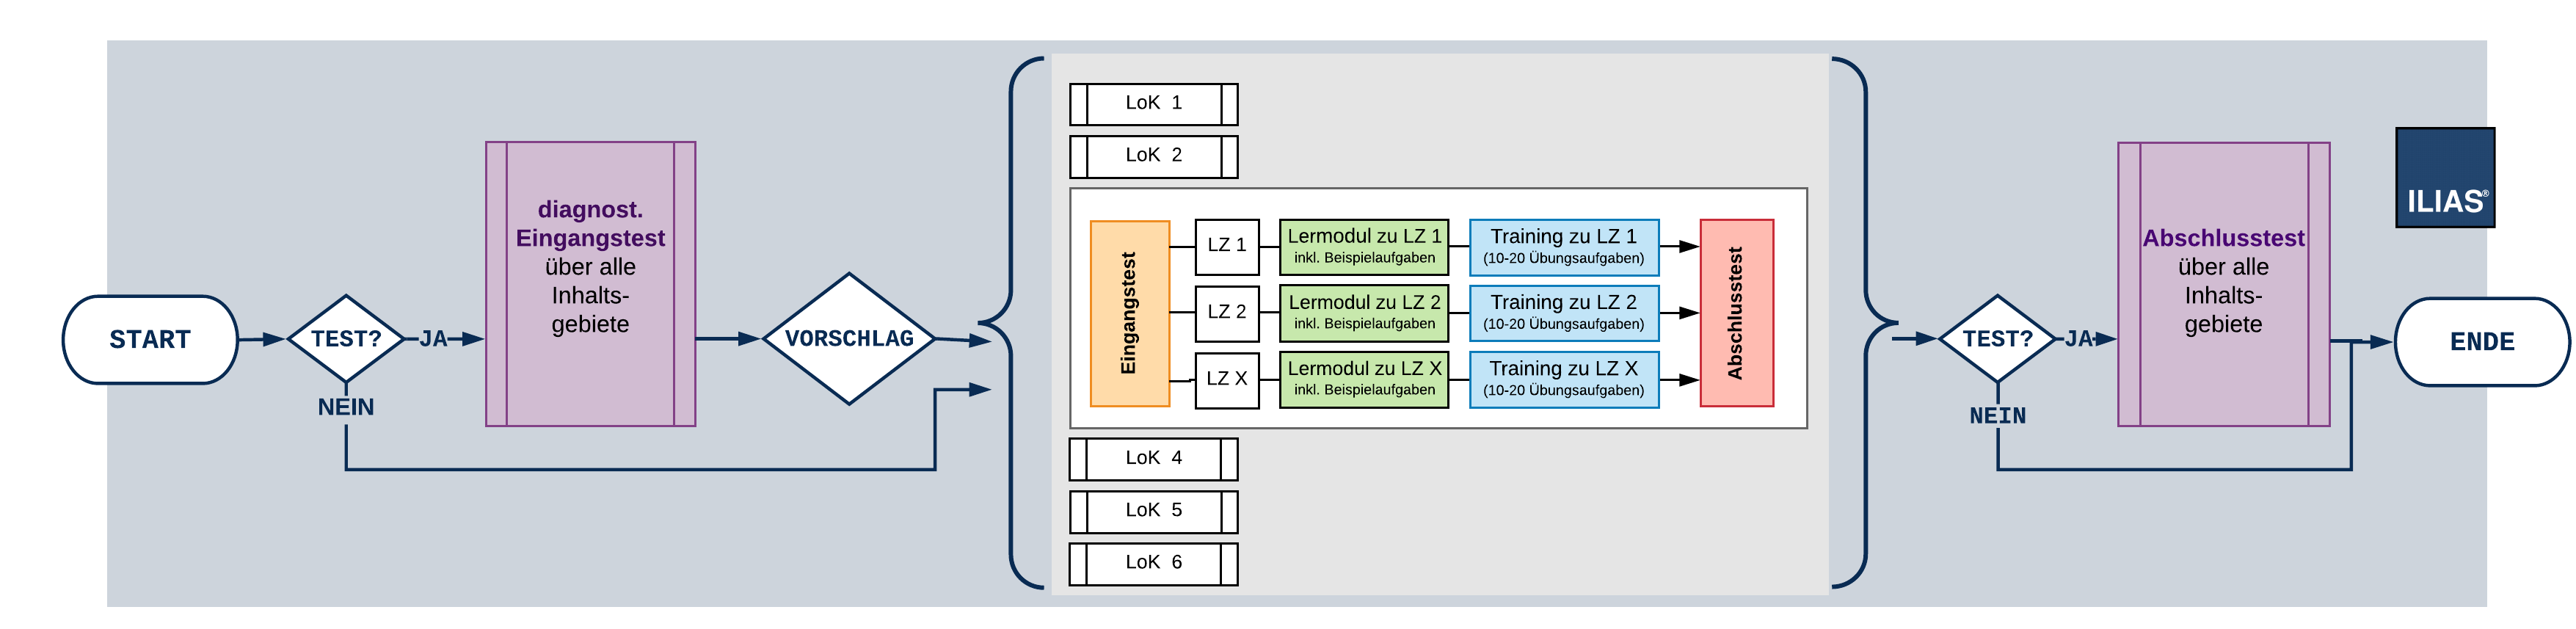 START
TEST?
JA
NEIN
diagnost.
Eingangstest
über alle
Inhalts-
gebiete
VORSCHLAG
LoK 1
LoK 2
Eingangstest
LZ 1
Lermodul zu LZ 1
inkl. Beispielaufgaben
Training zu LZ 1
(10-20 Übungsaufgaben)
LZ 2
Lermodul zu LZ 2
inkl. Beispielaufgaben
Training zu LZ 2
(10-20 Übungsaufgaben)
LZ X
Lermodul zu LZ X
inkl. Beispielaufgaben
Training zu LZ X
(10-20 Übungsaufgaben)
Abschlusstest
LoK 4
LoK 5
LoK 6
TEST?
JA
NEIN
Abschlusstest
über alle
Inhalts-
gebiete
ILIAS®
ENDE